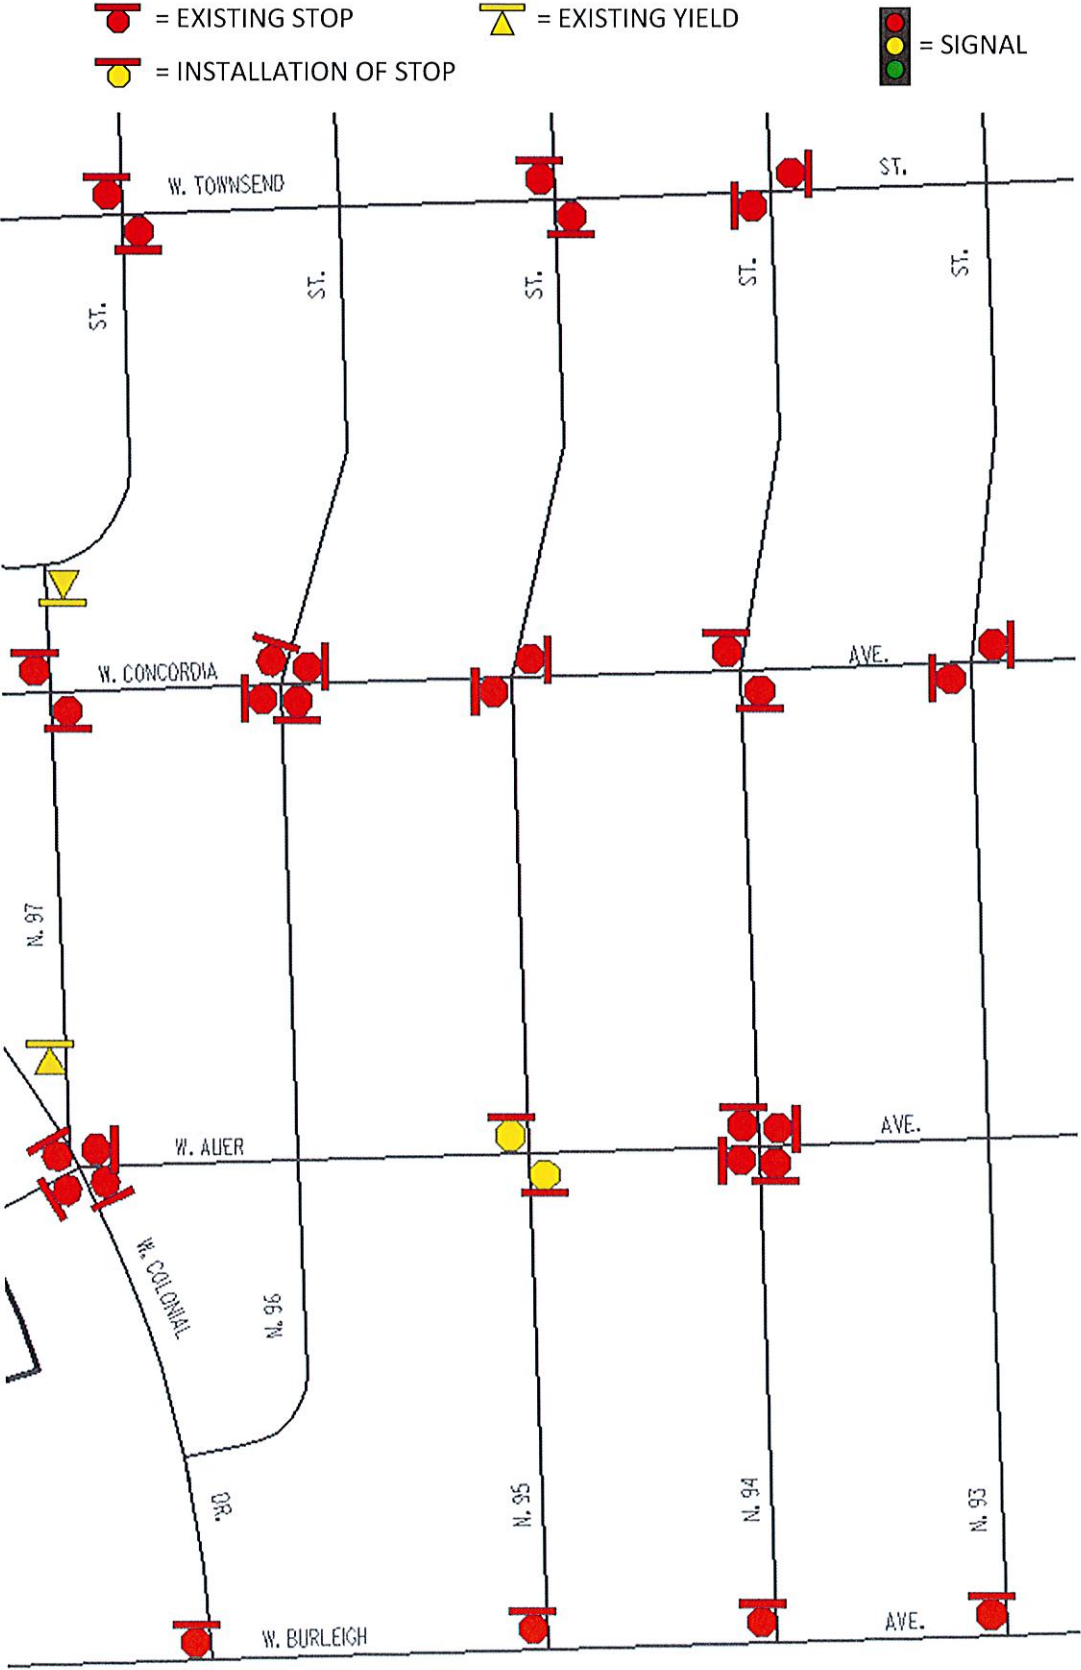 = EXISTING STOP
= EXISTING YIELD
= SIGNAL
= INSTALLATION OF STOP
W. TOWNSEND
ST.
ST.
ST.
ST.
ST.
ST.
W. CONCORDIA
AVE.
N. 97
W. AUER
AVE.
W. COLONIAL
N. 96
DR.
N. 95
N. 94
N. 93
W. BURLEIGH
AVE.